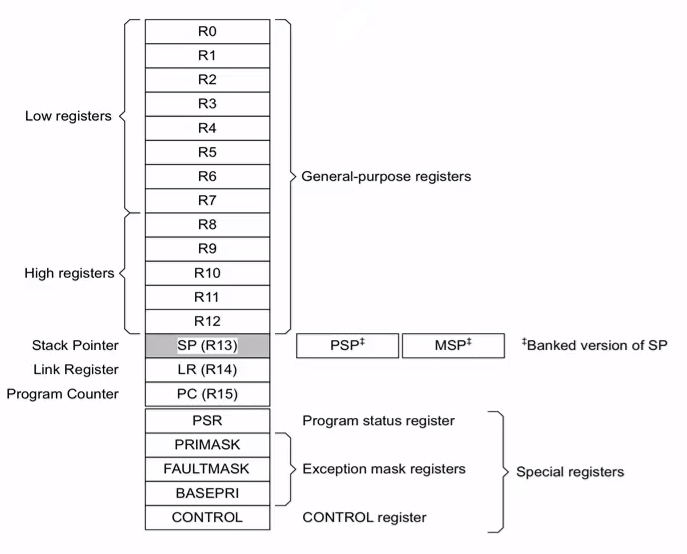 R0
R1
R2
R3
Low registers
R4
R5
R6
General-purpose registers
R7
R8
R9
High registers
R10
R11
R12
Stack Pointer SP (R13) PSP‡ MSP‡ ‡Banked version of SP
Link Register LR (R14)
Program Counter PC (R15)
PSR Program status register
PRIMASK
FAULTMASK Exception mask registers Special registers
BASEPRI
CONTROL CONTROL register